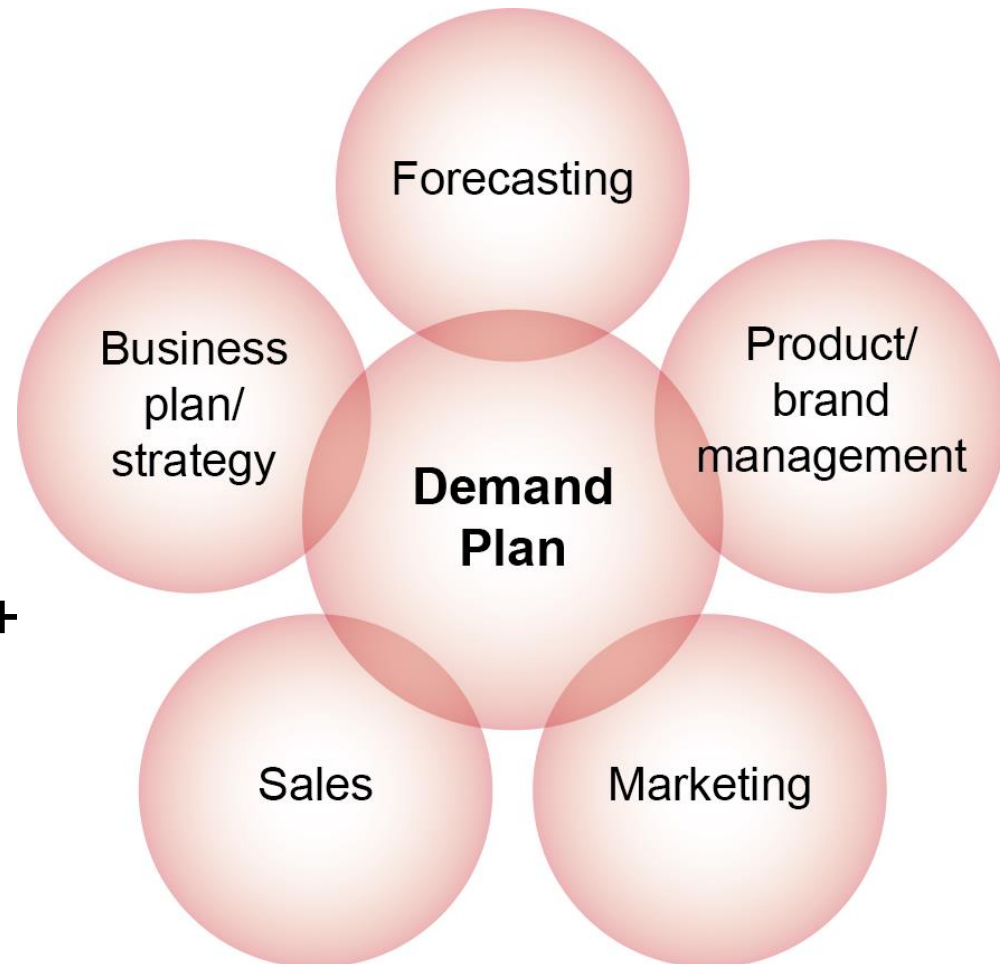 Forecasting
Business
plan/
strategy
Product/
brand
management
Demand
Plan
+
Sales
Marketing